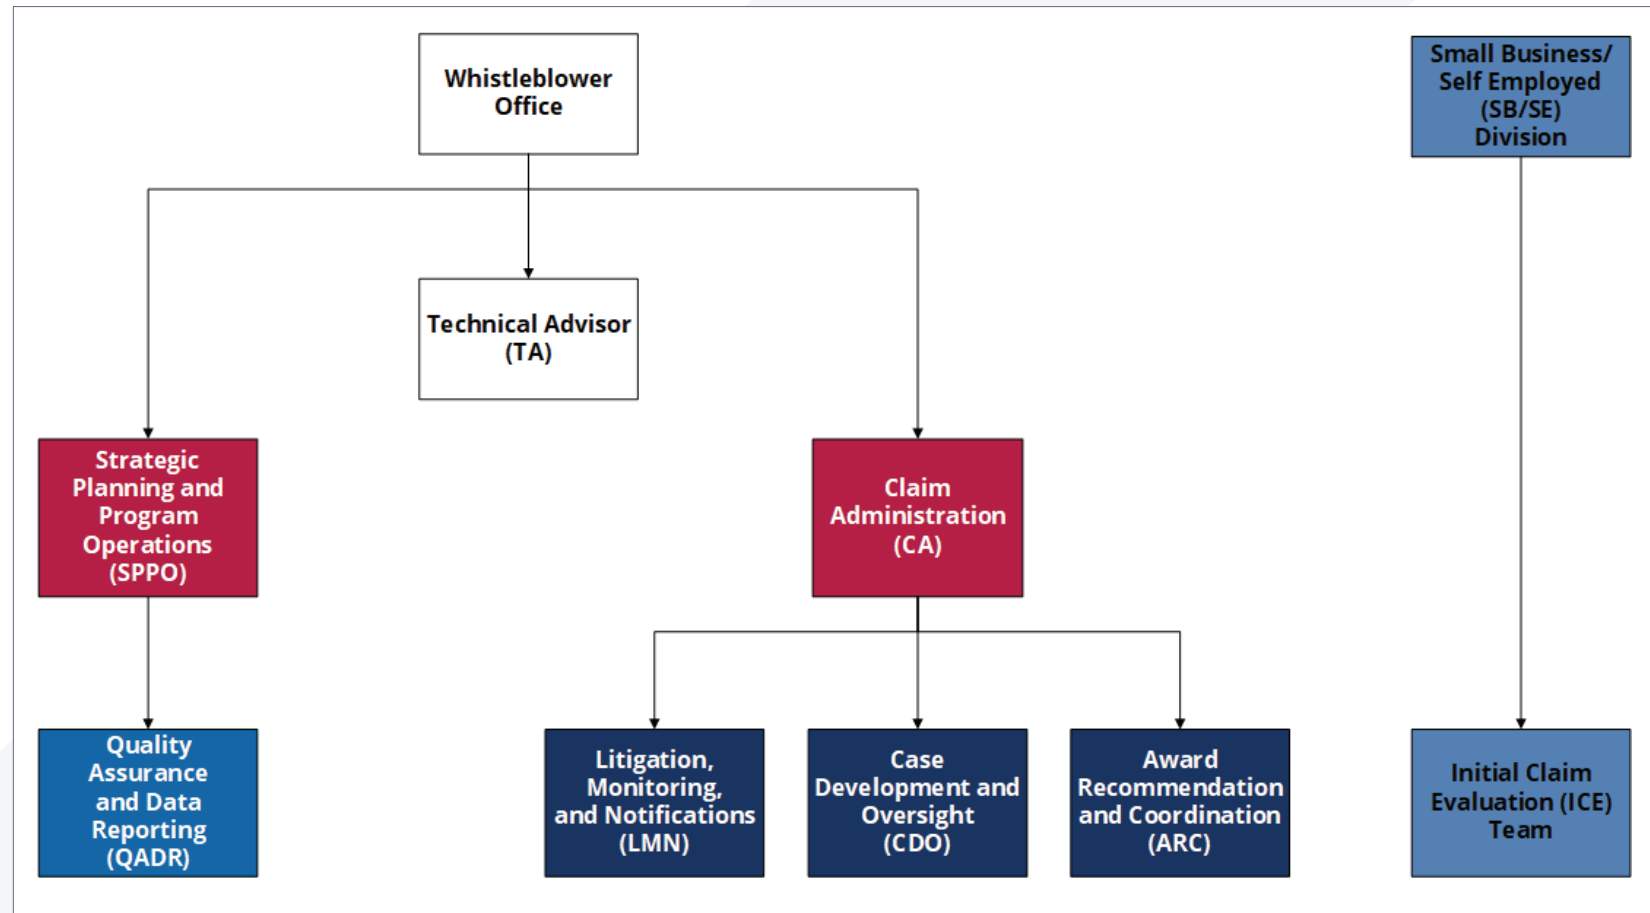 Whistleblower
Office
Small Business/
Self Employed
(SB/SE)
Division
Technical Advisor
(TA)
Strategic
Planning and
Program
Operations
(SPPO)
Claim
Administration
(CA)
Quality
Assurance
and Data
Reporting
(QADR)
Litigation,
Monitoring,
and Notifications
(LMN)
Case
Development and
Oversight
(CDO)
Award
Recommendation
and Coordination
(ARC)
Initial Claim
Evaluation (ICE)
Team